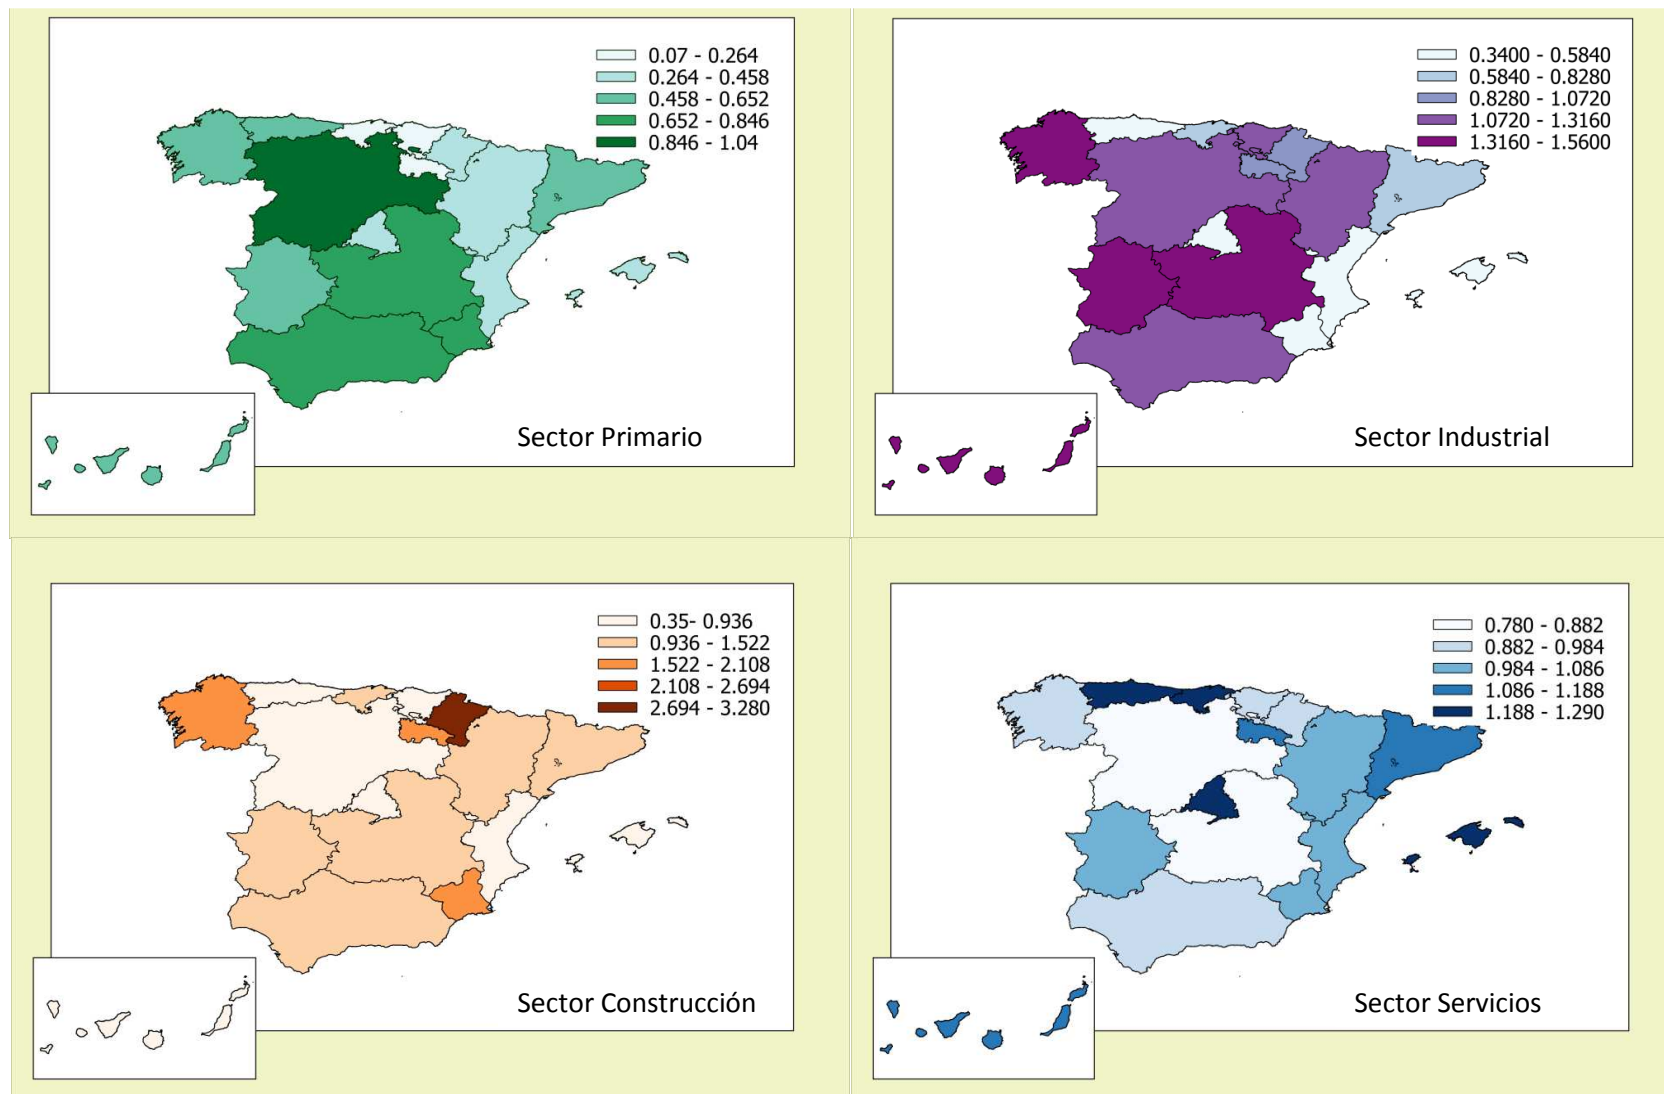 0.07 - 0.264
0.264 - 0.458
0.458 - 0.652
0.652 - 0.846
0.846 - 1.04
Sector Primario
0.3400 - 0.5840
0.5840 - 0.8280
0.8280 - 1.0720
1.0720 - 1.3160
1.3160 - 1.5600
Sector Industrial
0.35- 0.936
0.936 - 1.522
1.522 - 2.108
2.108 - 2.694
2.694 - 3.280
Sector Construcción
0.780 - 0.882
0.882 - 0.984
0.984 - 1.086
1.086 - 1.188
1.188 - 1.290
Sector Servicios